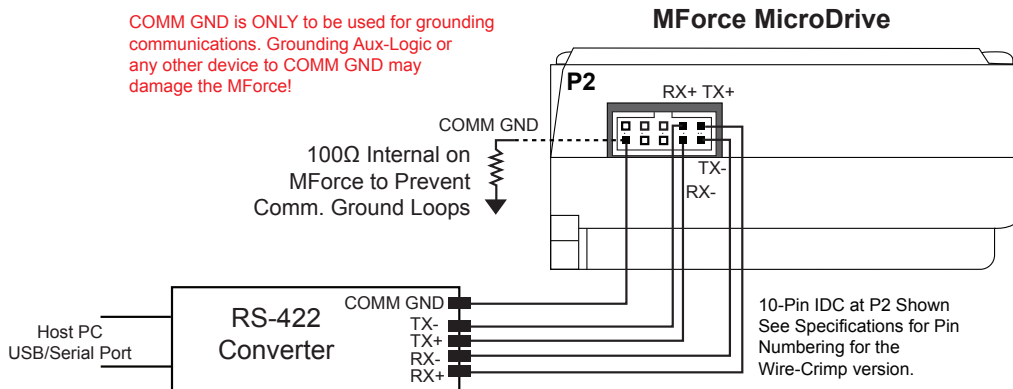 COMM GND is ONLY to be used for grounding
communications. Grounding Aux-Logic or
any other device to COMM GND may
damage the MForce!
MForce MicroDrive
P2
RX+ TX+
COMM GND
100Ω Internal on
MForce to Prevent
Comm. Ground Loops
TX-
RX-
COMM GND
TX-
TX+
RX-
RX+
RS-422
Converter
Host PC
USB/Serial Port
10-Pin IDC at P2 Shown
See Specifications for Pin
Numbering for the
Wire-Crimp version.